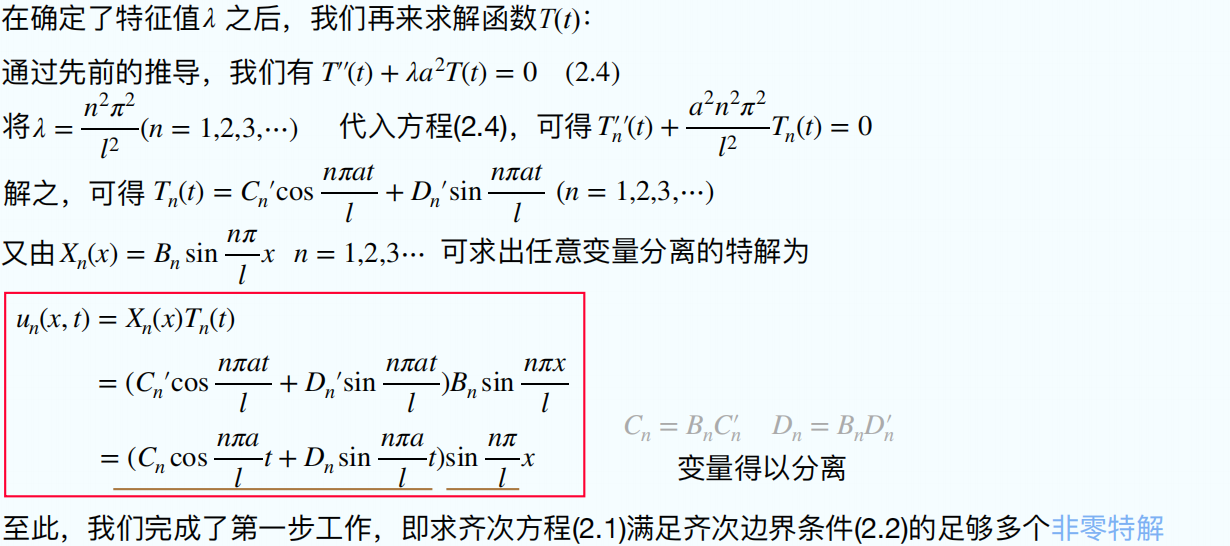 在确定了特征值λ 之后，我们再来求解函数T(t)：
通过先前的推导，我们有 T′′(t) + λa²T(t) = 0 (2.4)
将λ = n²π²/l² (n = 1,2,3,⋯) 代入方程(2.4)，可得 Tₙ′′(t) + a²n²π²/l² Tₙ(t) = 0
解之，可得 Tₙ(t) = Cₙ′cos nπat/l + Dₙ′sin nπat/l (n = 1,2,3,⋯)
又由 Xₙ(x) = Bₙ sin nπ/l x n = 1,2,3⋯ 可求出任意变量分离的特解为
uₙ(x, t) = Xₙ(x)Tₙ(t)
= (Cₙ′cos nπat/l + Dₙ′sin nπat/l)Bₙ sin nπx/l
= (Cₙ cos nπa/l t + Dₙ sin nπa/l t)sin nπ/l x
Cₙ = BₙCₙ′ Dₙ = BₙDₙ′
变量得以分离
至此，我们完成了第一步工作，即求齐次方程(2.1)满足齐次边界条件(2.2)的足够多个非零特解